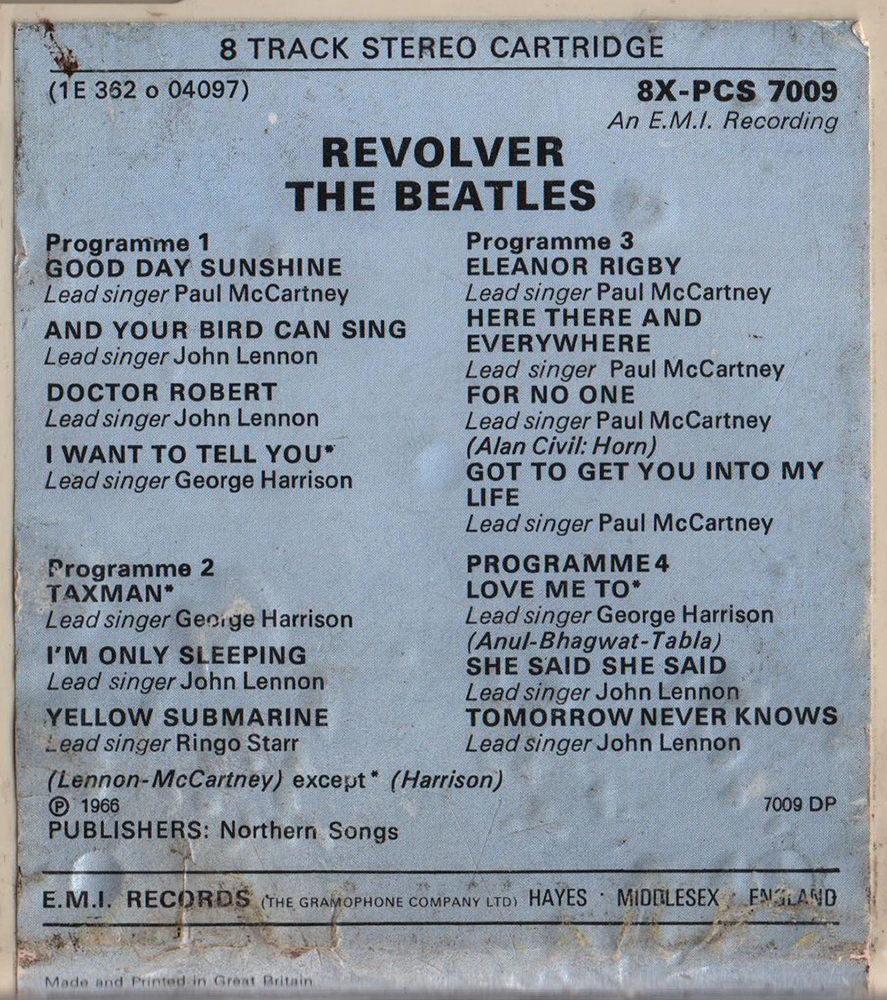 8 TRACK STEREO CARTRIDGE
(1E 362 o 04097)
8X-PCS 7009
An E.M.I. Recording
REVOLVER
THE BEATLES
Programme 1
GOOD DAY SUNSHINE
Lead singer Paul McCartney
AND YOUR BIRD CAN SING
Lead singer John Lennon
DOCTOR ROBERT
Lead singer John Lennon
I WANT TO TELL YOU*
Lead singer George Harrison
Programme 2
TAXMAN*
Lead singer George Harrison
I'M ONLY SLEEPING
Lead singer John Lennon
YELLOW SUBMARINE
Lead singer Ringo Starr
Programme 3
ELEANOR RIGBY
Lead singer Paul McCartney
HERE THERE AND
EVERYWHERE
Lead singer Paul McCartney
FOR NO ONE
Lead singer Paul McCartney
(Alan Civil: Horn)
GOT TO GET YOU INTO MY
LIFE
Lead singer Paul McCartney
PROGRAMME 4
LOVE ME TO*
Lead singer George Harrison
(Anul-Bhagwat-Tabla)
SHE SAID SHE SAID
Lead singer John Lennon
TOMORROW NEVER KNOWS
Lead singer John Lennon
(Lennon-McCartney) except * (Harrison)
℗ 1966
7009 DP
PUBLISHERS: Northern Songs
E.M.I. RECORDS (THE GRAMOPHONE COMPANY LTD) HAYES · MIDDLESEX · ENGLAND
Made and Printed in Great Britain